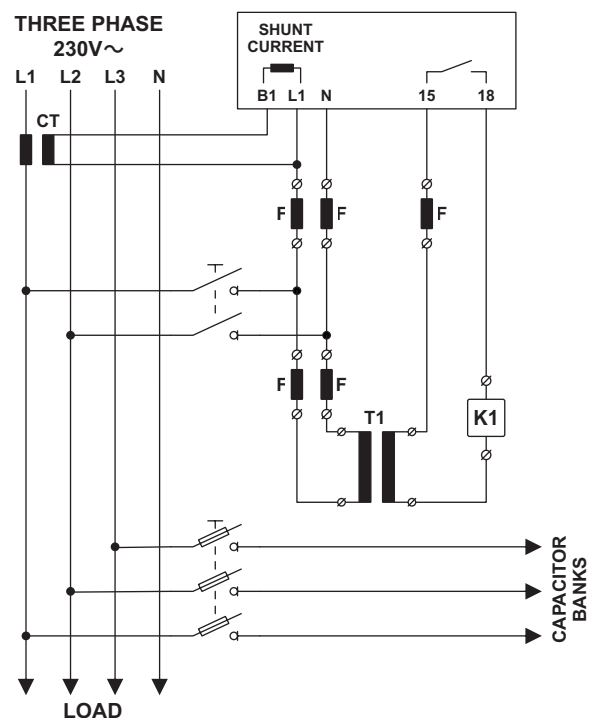 THREE PHASE
230V~
L1 L2 L3 N
SHUNT
CURRENT
B1 L1 N 15 18
CT
F F F
F F
T1
K1
CAPACITOR
BANKS
LOAD